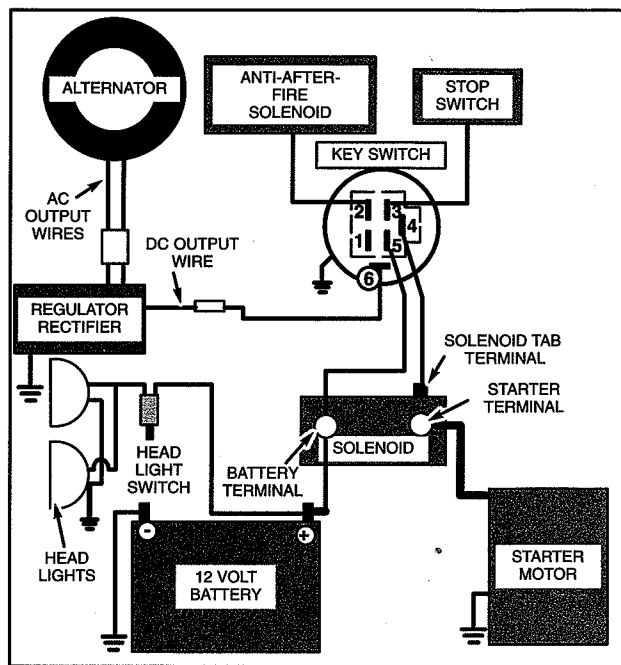 ALTERNATOR
ANTI-AFTER-
FIRE
SOLENOID
STOP
SWITCH
KEY SWITCH
AC
OUTPUT
WIRES
2
3
4
1
5
6
DC OUTPUT
WIRE
REGULATOR
RECTIFIER
SOLENOID TAB
TERMINAL
STARTER
TERMINAL
SOLENOID
HEAD
LIGHT
SWITCH
BATTERY
TERMINAL
HEAD
LIGHTS
-
+
12 VOLT
BATTERY
STARTER
MOTOR